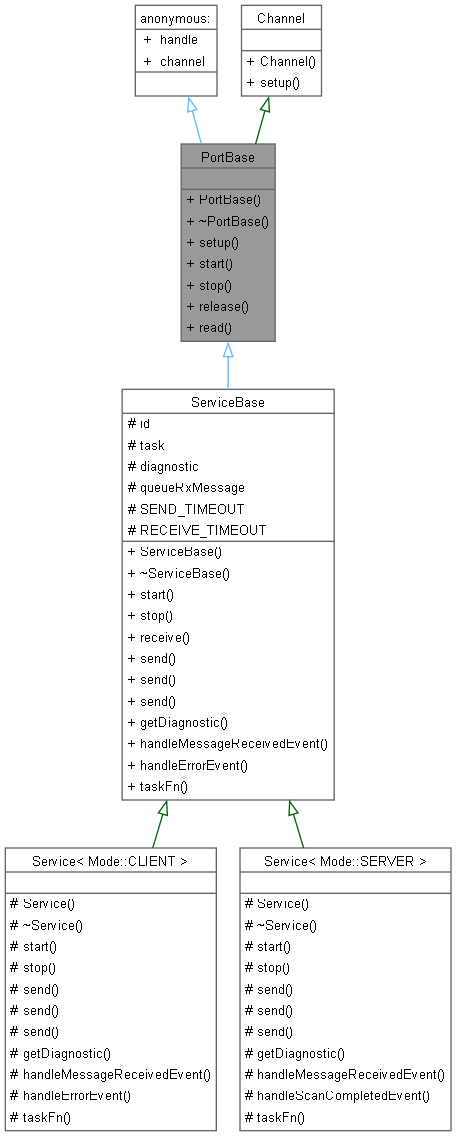 anonymous:
+ handle
+ channel
Channel
+ Channel()
+ setup()
PortBase
+ PortBase()
+ ~PortBase()
+ setup()
+ start()
+ stop()
+ release()
+ read()
ServiceBase
# id
# task
# diagnostic
# queueRxMessage
# SEND_TIMEOUT
# RECEIVE_TIMEOUT
+ ServiceBase()
+ ~ServiceBase()
+ start()
+ stop()
+ receive()
+ send()
+ send()
+ send()
+ getDiagnostic()
+ handleMessageReceivedEvent()
+ handleErrorEvent()
+ taskFn()
Service< Mode::CLIENT >
# Service()
# ~Service()
# start()
# stop()
# send()
# send()
# send()
# getDiagnostic()
# handleMessageReceivedEvent()
# handleErrorEvent()
# taskFn()
Service< Mode::SERVER >
# Service()
# ~Service()
# start()
# stop()
# send()
# send()
# send()
# getDiagnostic()
# handleMessageReceivedEvent()
# handleScanCompletedEvent()
# taskFn()